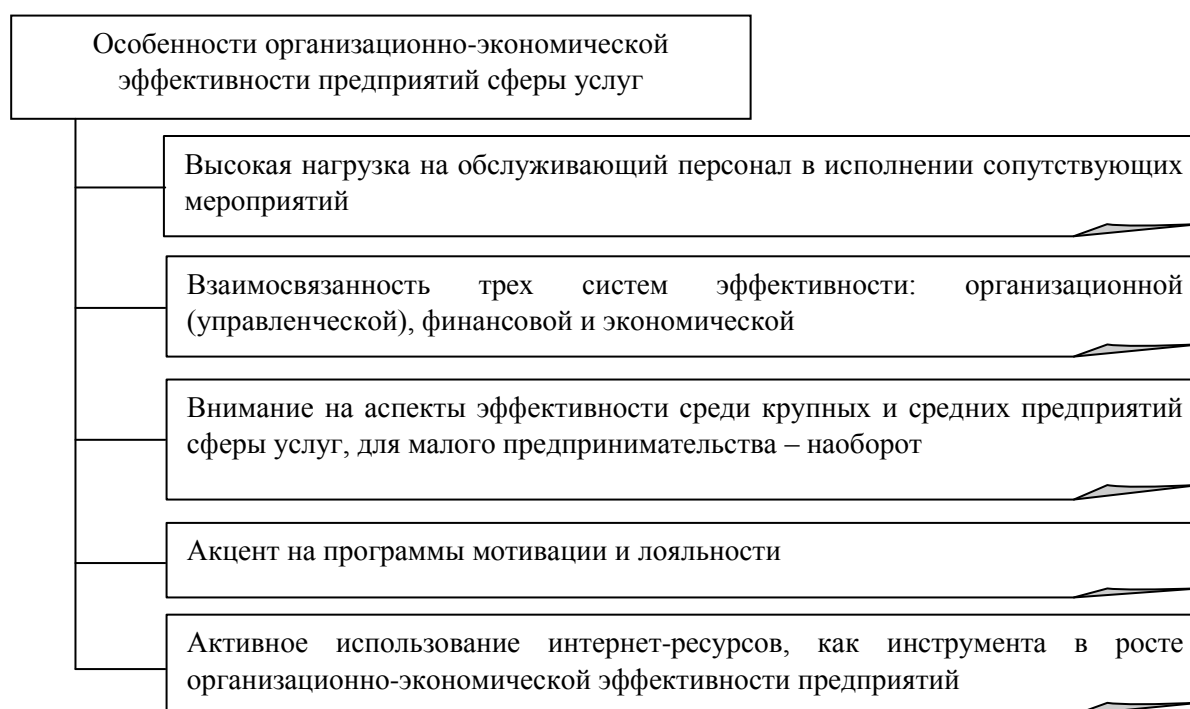 Особенности организационно-экономической
эффективности предприятий сферы услуг
Высокая нагрузка на обслуживающий персонал в исполнении сопутствующих
мероприятий
Взаимосвязанность трех систем эффективности: организационной
(управленческой), финансовой и экономической
Внимание на аспекты эффективности среди крупных и средних предприятий
сферы услуг, для малого предпринимательства – наоборот
Акцент на программы мотивации и лояльности
Активное использование интернет-ресурсов, как инструмента в росте
организационно-экономической эффективности предприятий